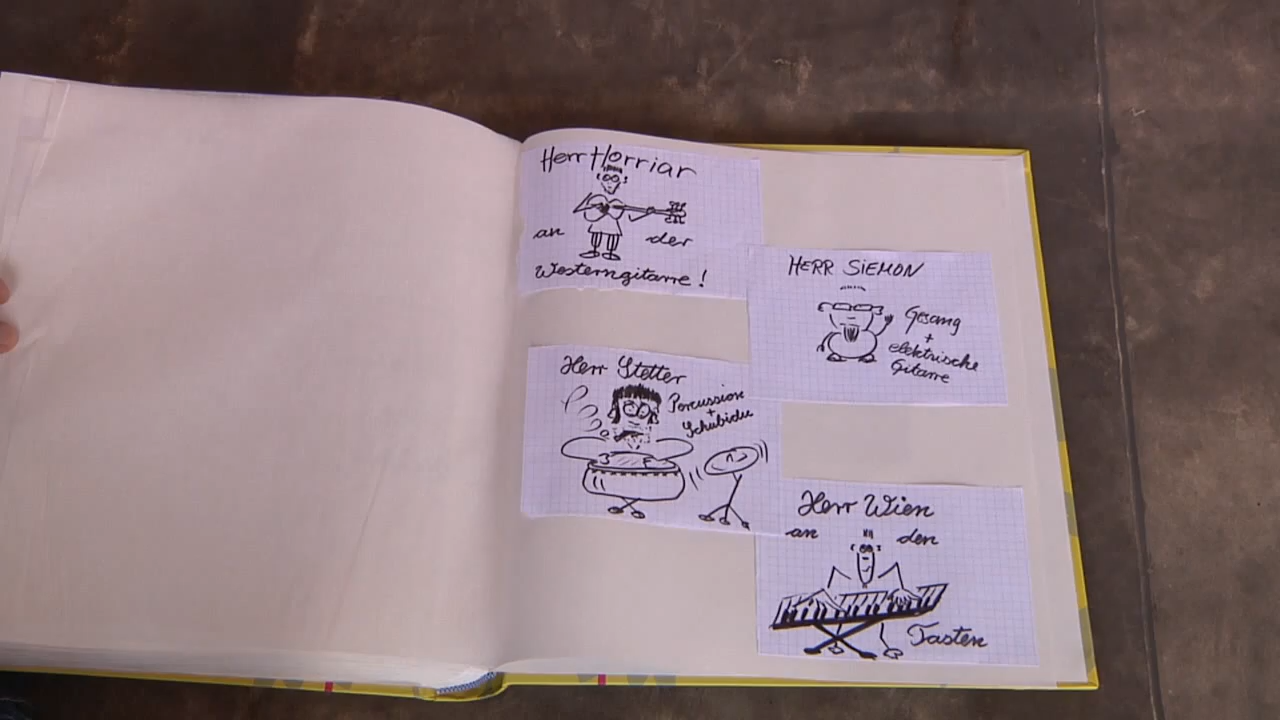 Herr Horriar
an der
Westerngitarre!
HERR SIEMON
Gesang
+
elektrische
Gitarre
Herr Stetter
Percussion
+
Schubidu
Herr Wien
an den
Tasten